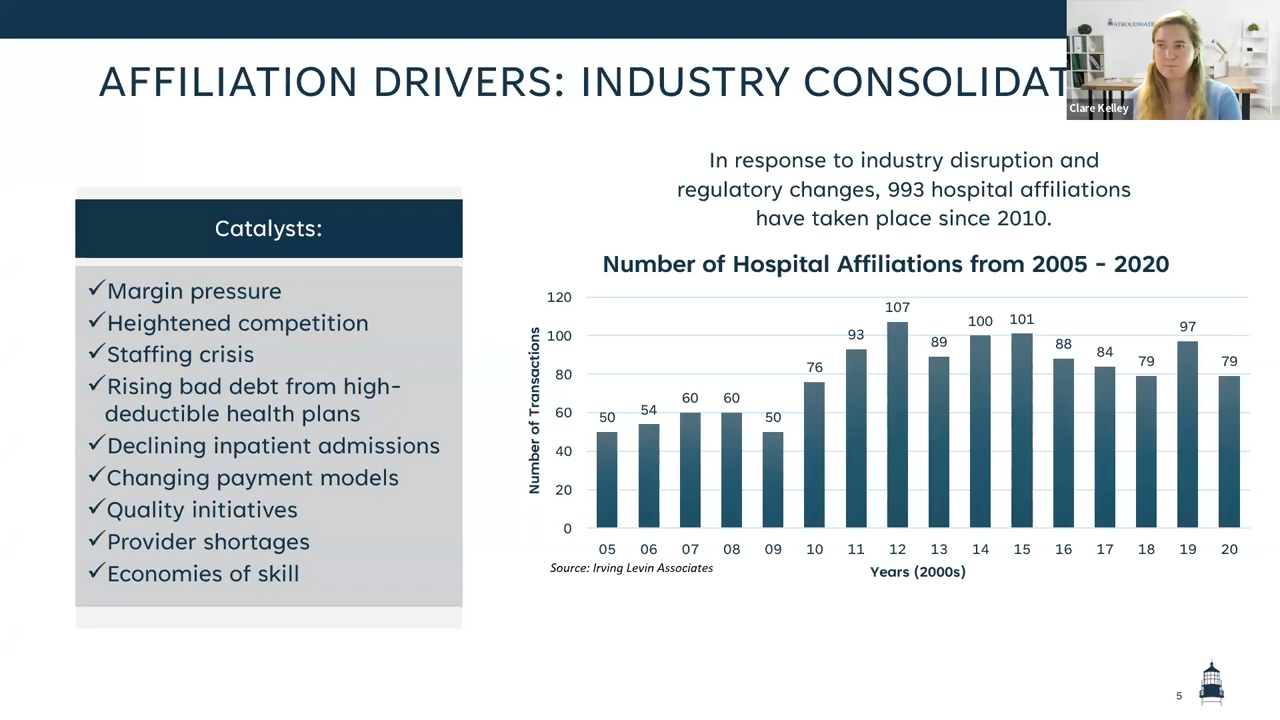 AFFILIATION DRIVERS: INDUSTRY CONSOLIDAT
STROUDWATE
Clare Kelley
In response to industry disruption and
regulatory changes, 993 hospital affiliations
have taken place since 2010.
Catalysts:
✓Margin pressure
✓Heightened competition
✓Staffing crisis
✓Rising bad debt from high-
deductible health plans
✓Declining inpatient admissions
✓Changing payment models
✓Quality initiatives
✓Provider shortages
✓Economies of skill
Number of Hospital Affiliations from 2005 - 2020
Number of Transactions
120
100
80
60
40
20
0
50 54 60 60 50 76 93 107 89 100 101 88 84 79 97 79
05 06 07 08 09 10 11 12 13 14 15 16 17 18 19 20
Source: Irving Levin Associates
Years (2000s)
5